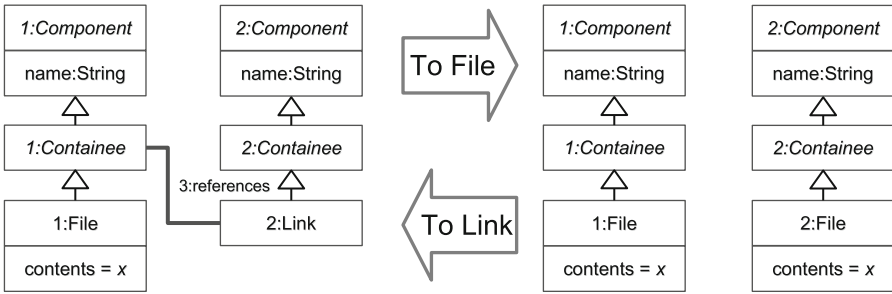 1:Component
name:String
1:Containee
1:File
contents = x
2:Component
name:String
2:Containee
3:references
2:Link
To File
To Link
1:Component
name:String
1:Containee
1:File
contents = x
2:Component
name:String
2:Containee
2:File
contents = x